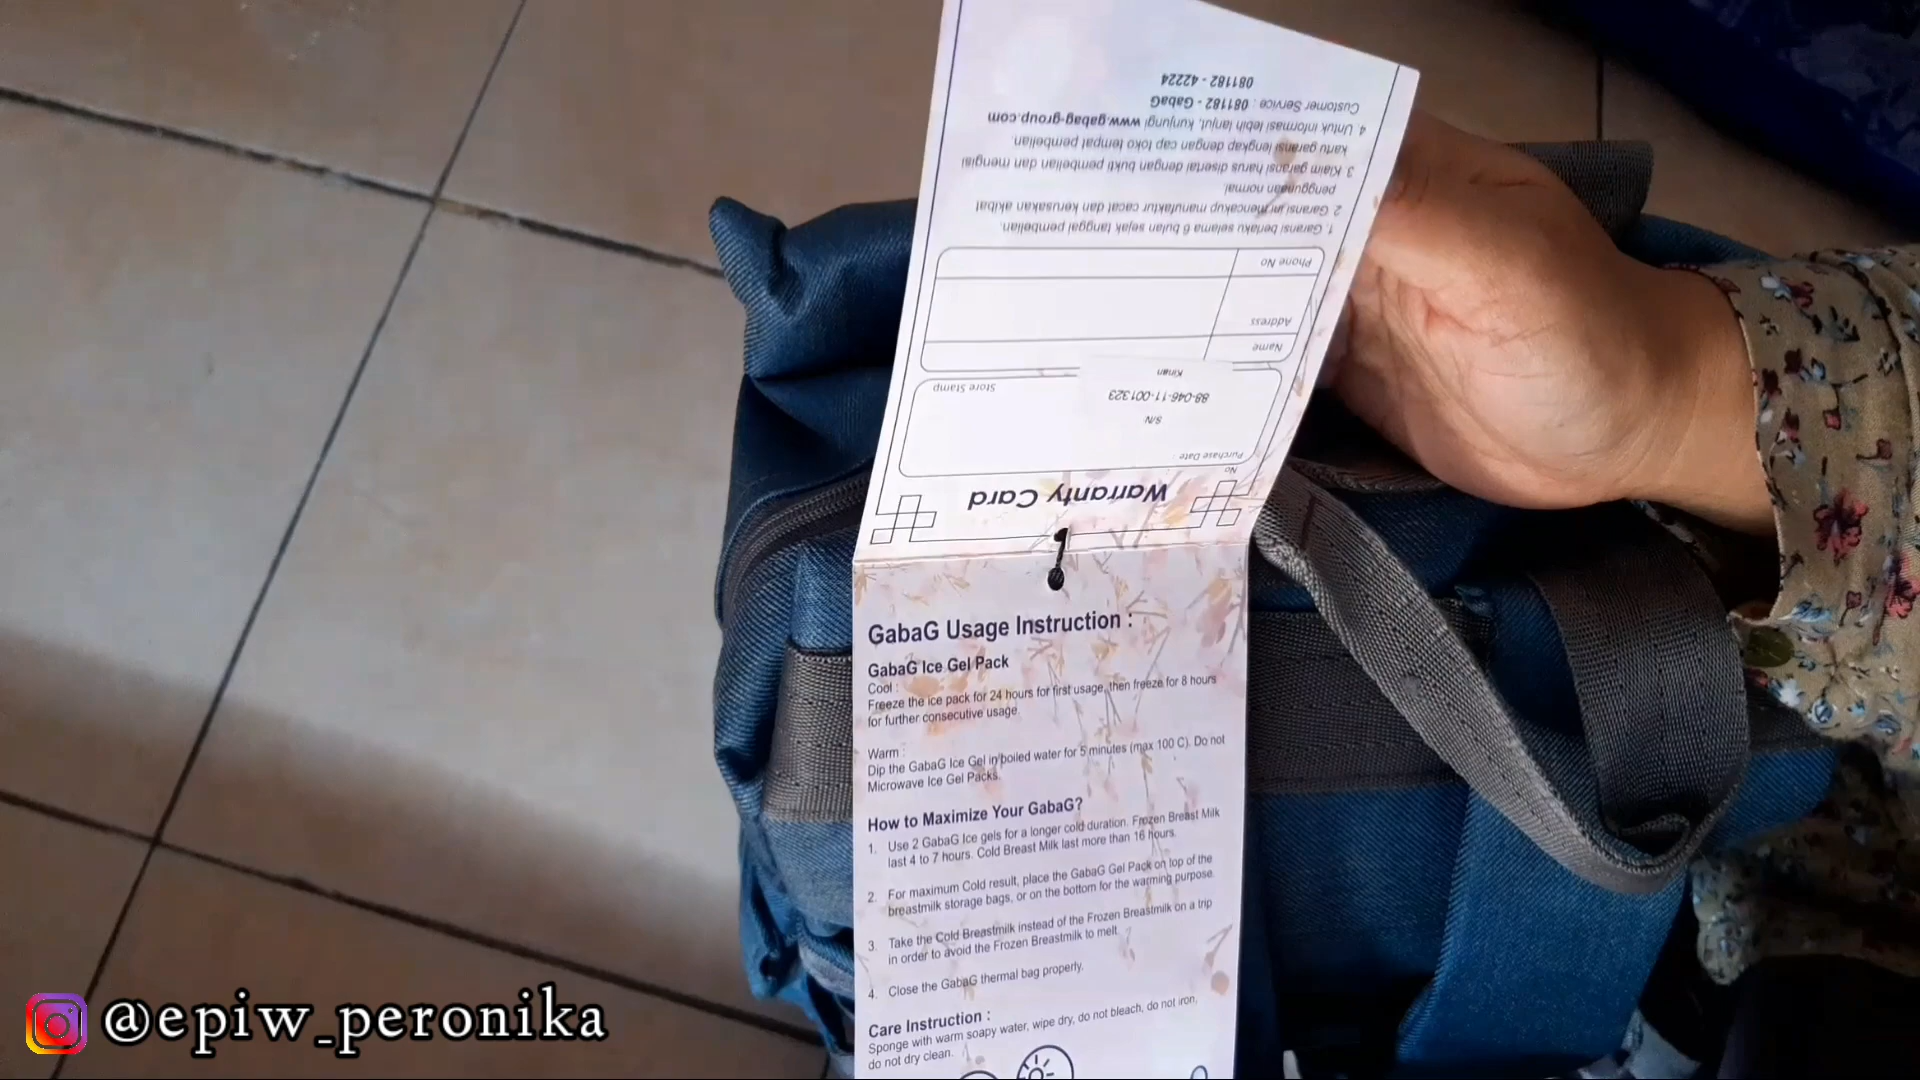 Warranty Card
No
Purchase Date :
S/N
88-046-11-001323
Kinan
Store Stamp
Name
Address
Phone No
1. Garansi berlaku selama 6 bulan sejak tanggal pembelian.
2 Garansi ini mencakup manufaktur cacat dan kerusakan akibat
penggunaan normal.
3 Klaim garansi harus disertai dengan bukti pembelian dan mengisi
kartu garansi lengkap dengan cap toko tempat pembelian.
4 Untuk informasi lebih lanjut, kunjungi www.gabag-group.com
Customer Service : 081182 - GabaG
081182 - 42224
GabaG Usage Instruction :
GabaG Ice Gel Pack
Cool :
Freeze the ice pack for 24 hours for first usage, then freeze for 8 hours
for further consecutive usage.
Warm :
Dip the GabaG Ice Gel in boiled water for 5 minutes (max 100 C). Do not
Microwave Ice Gel Packs.
How to Maximize Your GabaG?
1. Use 2 GabaG Ice gels for a longer cold duration. Frozen Breast Milk
last 4 to 7 hours. Cold Breast Milk last more than 16 hours.
2. For maximum Cold result, place the GabaG Gel Pack on top of the
breastmilk storage bags, or on the bottom for the warming purpose.
3. Take the Cold Breastmilk instead of the Frozen Breastmilk on a trip
in order to avoid the Frozen Breastmilk to melt.
4. Close the GabaG thermal bag properly.
Care Instruction :
Sponge with warm soapy water, wipe dry, do not bleach, do not iron,
do not dry clean.
@epiw_peronika